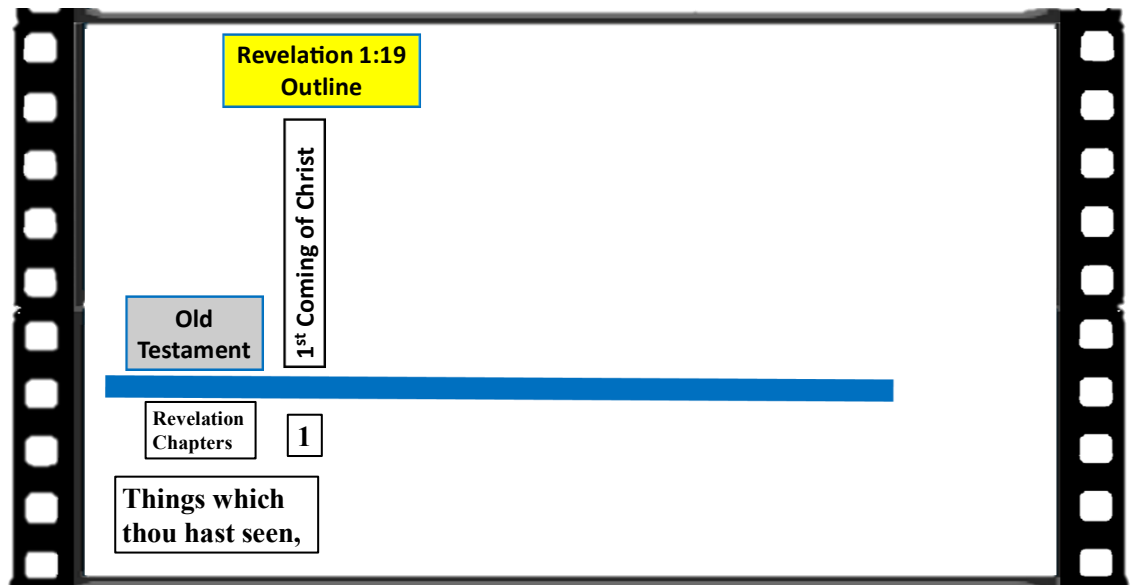 Revelation 1:19
Outline
1st Coming of Christ
Old
Testament
Revelation
Chapters
1
Things which
thou hast seen,